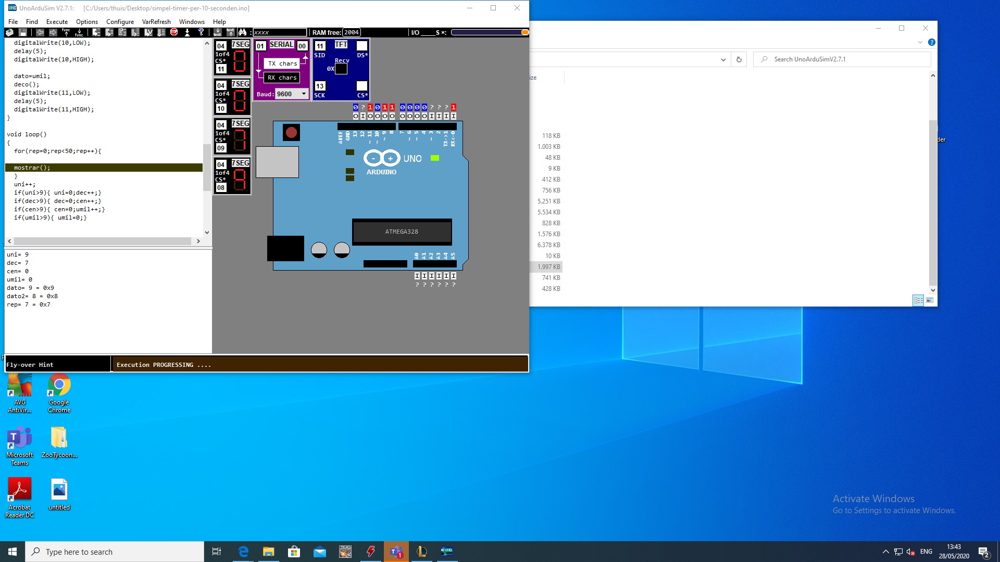 UnoArduSim V2.7.1: [C:/Users/thuis/Desktop/simpel-timer-per-10-seconden.ino]
File Find Execute Options Configure VarRefresh Windows Help
xxxx
RAM free: 2004
I/O ____S ×:
digitalWrite(10,LOW);
delay(5);
digitalWrite(10,HIGH);
dato=umil;
deco();
digitalWrite(11,LOW);
delay(5);
digitalWrite(11,HIGH);
}
void loop()
{
for(rep=0;rep<50;rep++){
mostrar();
}
uni++;
if(uni>9){ uni=0;dec++;}
if(dec>9){ dec=0;cen++;}
if(cen>9){ cen=0;umil++;}
if(umil>9){ umil=0;}
uni= 9
dec= 7
cen= 0
umil= 0
dato= 9 = 0x9
dato2= 8 = 0x8
rep= 7 = 0x7
04 7SEG
1of4
CS*
11
0
04 7SEG
1of4
CS*
10
0
04 7SEG
1of4
CS*
09
7
04 7SEG
1of4
CS*
08
9
01 SERIAL 00
TX chars
RX chars
Baud: 9600
11 TFT
SID DS*
Recv
0X
13
SCK CS*
0 ? 1 0 1 1 0 0 0 0 ? ? ? 1
O I O O O O O O O O I I I I
AREF GND 13 12 ~ 11 ~ 10 ~ 9 8 7 ~ 6 ~ 5 4 ~ 3 2 TX->1 RX<-0
- + UNO
ARDUINO
ATMEGA328
A0 A1 A2 A3 A4 A5
I I I I I I
? ? ? ? ? ?
Fly-over Hint
Execution PROGRESSING ....
Search UnoArduSimV2.7.1
ize
118 KB
1.003 KB
48 KB
9 KB
412 KB
756 KB
5.251 KB
5.534 KB
828 KB
1.576 KB
6.378 KB
10 KB
1.997 KB
741 KB
428 KB
der
AVG
AntiVir...
Google
Chrome
Microsoft
Teams
ZooTycoon...
Acrobat
Reader DC
untitled
Activate Windows
Go to Settings to activate Windows.
Type here to search
1
UNO
ENG
13:43
28/05/2020
2